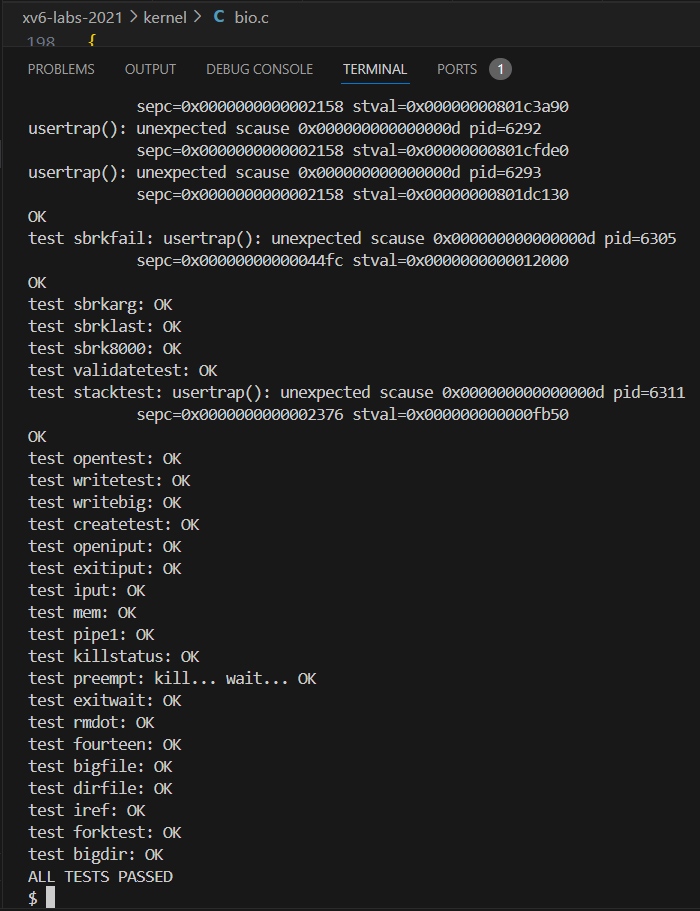 xv6-labs-2021 > kernel > C bio.c
198 {
PROBLEMS OUTPUT DEBUG CONSOLE TERMINAL PORTS 1
sepc=0x0000000000002158 stval=0x00000000801c3a90
usertrap(): unexpected scause 0x000000000000000d pid=6292
sepc=0x0000000000002158 stval=0x00000000801cfde0
usertrap(): unexpected scause 0x000000000000000d pid=6293
sepc=0x0000000000002158 stval=0x00000000801dc130
OK
test sbrkfail: usertrap(): unexpected scause 0x000000000000000d pid=6305
sepc=0x00000000000044fc stval=0x0000000000012000
OK
test sbrkarg: OK
test sbrklast: OK
test sbrk8000: OK
test validatetest: OK
test stacktest: usertrap(): unexpected scause 0x000000000000000d pid=6311
sepc=0x0000000000002376 stval=0x000000000000fb50
OK
test opentest: OK
test writetest: OK
test writebig: OK
test createtest: OK
test openiput: OK
test exitiput: OK
test iput: OK
test mem: OK
test pipe1: OK
test killstatus: OK
test preempt: kill... wait... OK
test exitwait: OK
test rmdot: OK
test fourteen: OK
test bigfile: OK
test dirfile: OK
test iref: OK
test forktest: OK
test bigdir: OK
ALL TESTS PASSED
$